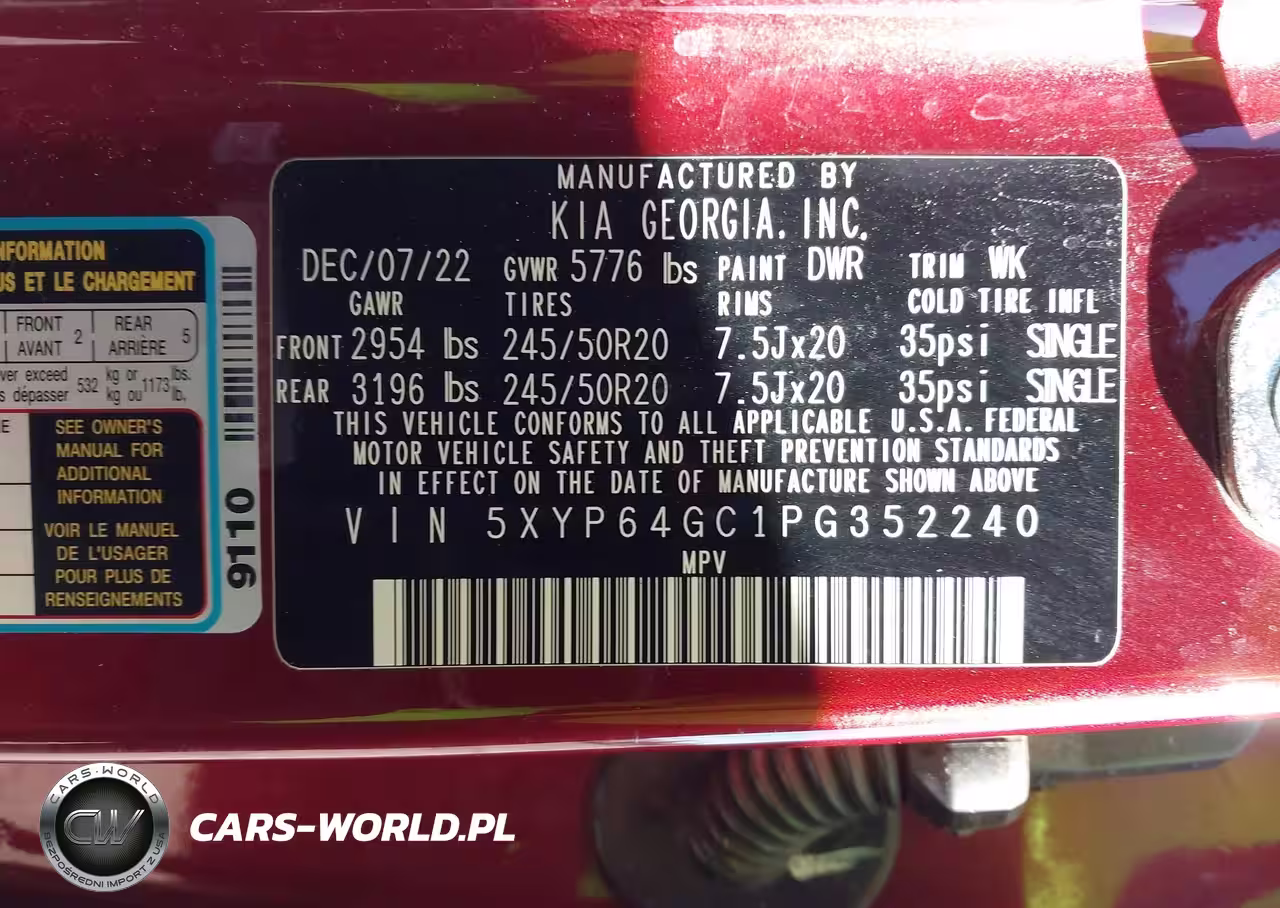 MANUFACTURED BY
KIA GEORGIA. INC.
DEC/07/22 GVWR 5776 lbs PAINT DWR TRIM WK
GAWR TIRES RIMS COLD TIRE INFL
FRONT 2954 lbs 245/50R20 7.5Jx20 35psi SINGLE
REAR 3196 lbs 245/50R20 7.5Jx20 35psi SINGLE
THIS VEHICLE CONFORMS TO ALL APPLICABLE U.S.A. FEDERAL
MOTOR VEHICLE SAFETY AND THEFT PREVENTION STANDARDS
IN EFFECT ON THE DATE OF MANUFACTURE SHOWN ABOVE
VIN 5XYP64GC1PG352240
MPV
NFORMATION
US ET LE CHARGEMENT
FRONT 2 REAR 5
AVANT ARRIÈRE
ver exceed 532 kg or 1173 lbs.
s dépasser kg ou lb.
E
SEE OWNER'S
MANUAL FOR
ADDITIONAL
INFORMATION
VOIR LE MANUEL
DE L'USAGER
POUR PLUS DE
RENSEIGNEMENTS
9110
CARS-WORLD
CW
BEZPOŚREDNI IMPORT Z USA
CARS-WORLD.PL